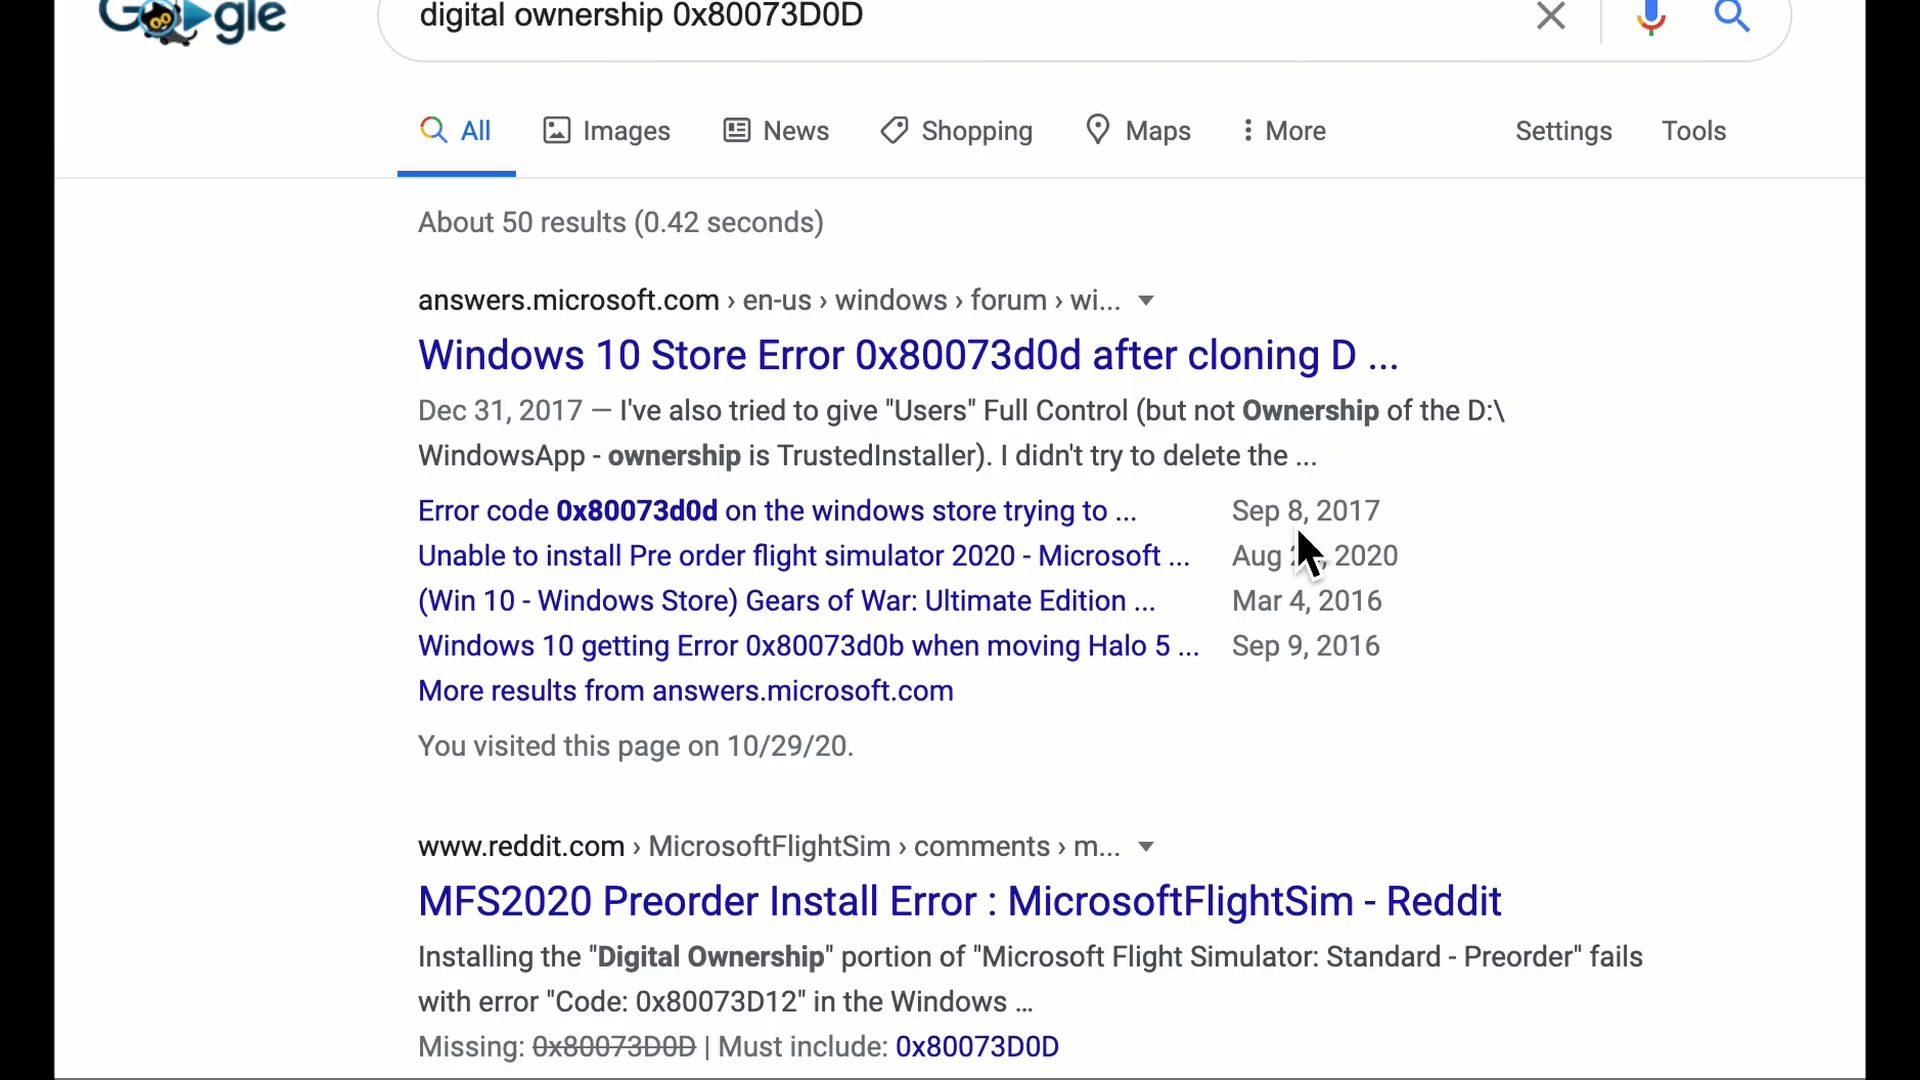 Google
digital ownership 0x80073D0D
All Images News Shopping Maps More Settings Tools
About 50 results (0.42 seconds)
answers.microsoft.com › en-us › windows › forum › wi...
Windows 10 Store Error 0x80073d0d after cloning D ...
Dec 31, 2017 — I've also tried to give "Users" Full Control (but not Ownership of the D:\
WindowsApp - ownership is TrustedInstaller). I didn't try to delete the ...
Error code 0x80073d0d on the windows store trying to ... Sep 8, 2017
Unable to install Pre order flight simulator 2020 - Microsoft ... Aug 2, 2020
(Win 10 - Windows Store) Gears of War: Ultimate Edition ... Mar 4, 2016
Windows 10 getting Error 0x80073d0b when moving Halo 5 ... Sep 9, 2016
More results from answers.microsoft.com
You visited this page on 10/29/20.
www.reddit.com › MicrosoftFlightSim › comments › m...
MFS2020 Preorder Install Error : MicrosoftFlightSim - Reddit
Installing the "Digital Ownership" portion of "Microsoft Flight Simulator: Standard - Preorder" fails
with error "Code: 0x80073D12" in the Windows ...
Missing: 0x80073D0D | Must include: 0x80073D0D